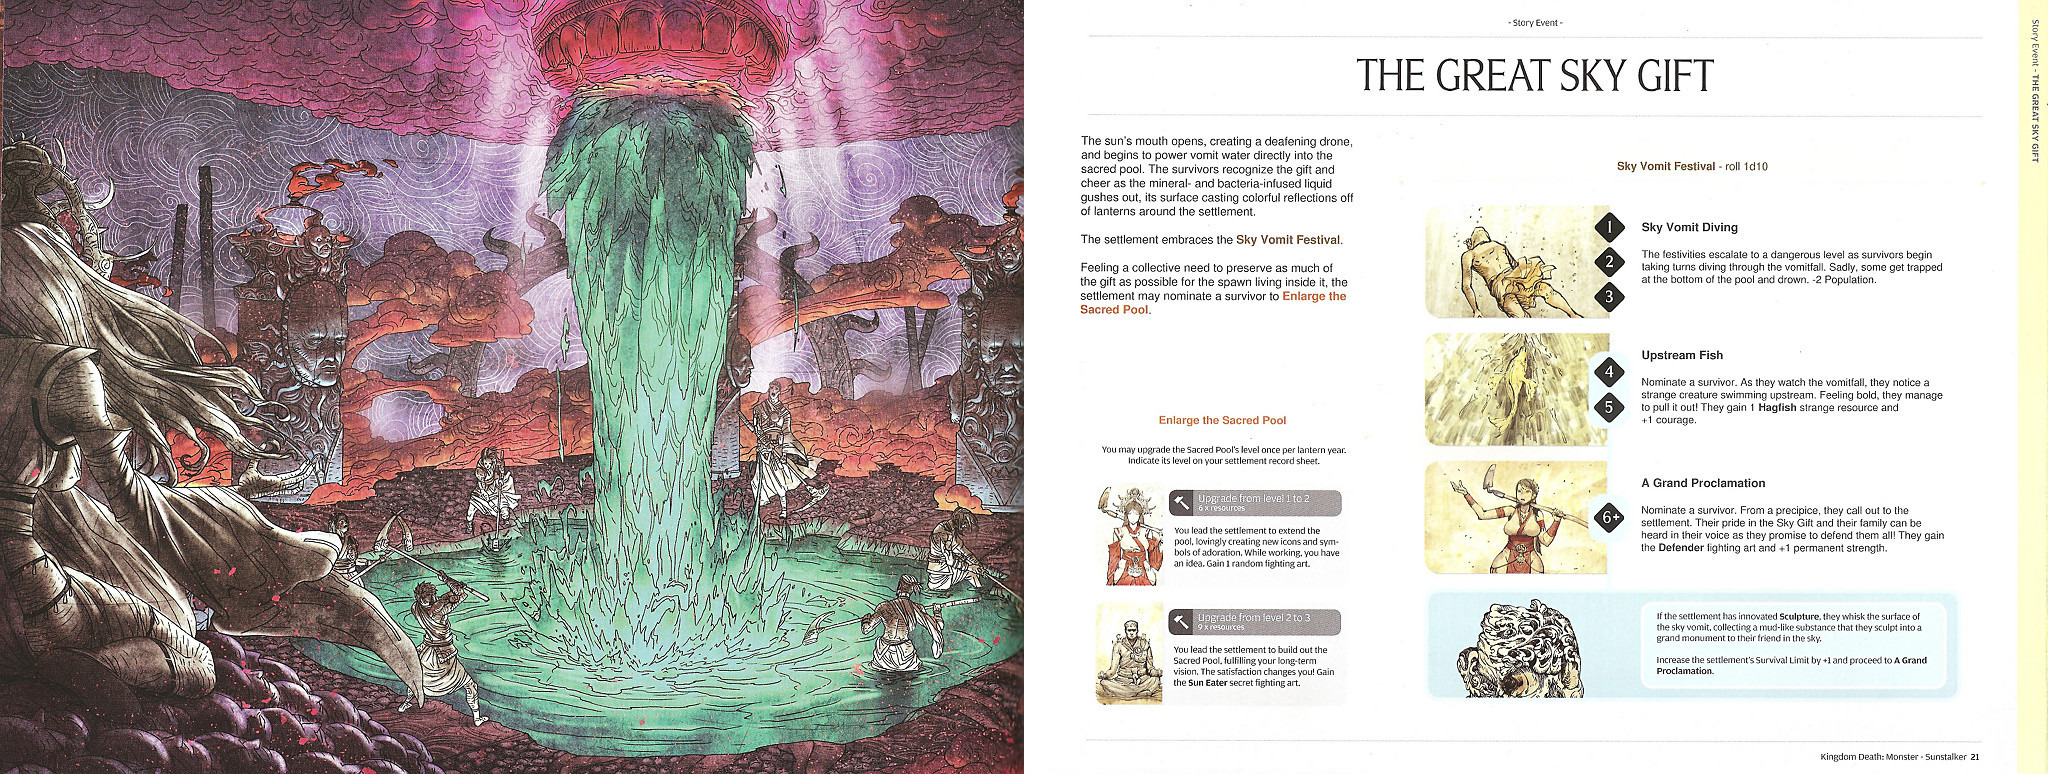 - Story Event -
THE GREAT SKY GIFT
The sun's mouth opens, creating a deafening drone,
and begins to power vomit water directly into the
sacred pool. The survivors recognize the gift and
cheer as the mineral- and bacteria-infused liquid
gushes out, its surface casting colorful reflections off
of lanterns around the settlement.
The settlement embraces the Sky Vomit Festival.
Feeling a collective need to preserve as much of
the gift as possible for the spawn living inside it, the
settlement may nominate a survivor to Enlarge the
Sacred Pool.
Enlarge the Sacred Pool
You may upgrade the Sacred Pool's level once per lantern year.
Indicate its level on your settlement record sheet.
Upgrade from level 1 to 2
6 x resources
You lead the settlement to extend the
pool, lovingly creating new icons and sym-
bols of adoration. While working, you have
an idea. Gain 1 random fighting art.
Upgrade from level 2 to 3
9 x resources
You lead the settlement to build out the
Sacred Pool, fulfilling your long-term
vision. The satisfaction changes you! Gain
the Sun Eater secret fighting art.
Sky Vomit Festival - roll 1d10
1
2
3
Sky Vomit Diving
The festivities escalate to a dangerous level as survivors begin
taking turns diving through the vomitfall. Sadly, some get trapped
at the bottom of the pool and drown. -2 Population.
4
5
Upstream Fish
Nominate a survivor. As they watch the vomitfall, they notice a
strange creature swimming upstream. Feeling bold, they manage
to pull it out! They gain 1 Hagfish strange resource and
+1 courage.
6+
A Grand Proclamation
Nominate a survivor. From a precipice, they call out to the
settlement. Their pride in the Sky Gift and their family can be
heard in their voice as they promise to defend them all! They gain
the Defender fighting art and +1 permanent strength.
If the settlement has innovated Sculpture, they whisk the surface of
the sky vomit, collecting a mud-like substance that they sculpt into a
grand monument to their friend in the sky.
Increase the settlement's Survival Limit by +1 and proceed to A Grand
Proclamation.
Kingdom Death: Monster - Sunstalker 21
Story Event - THE GREAT SKY GIFT